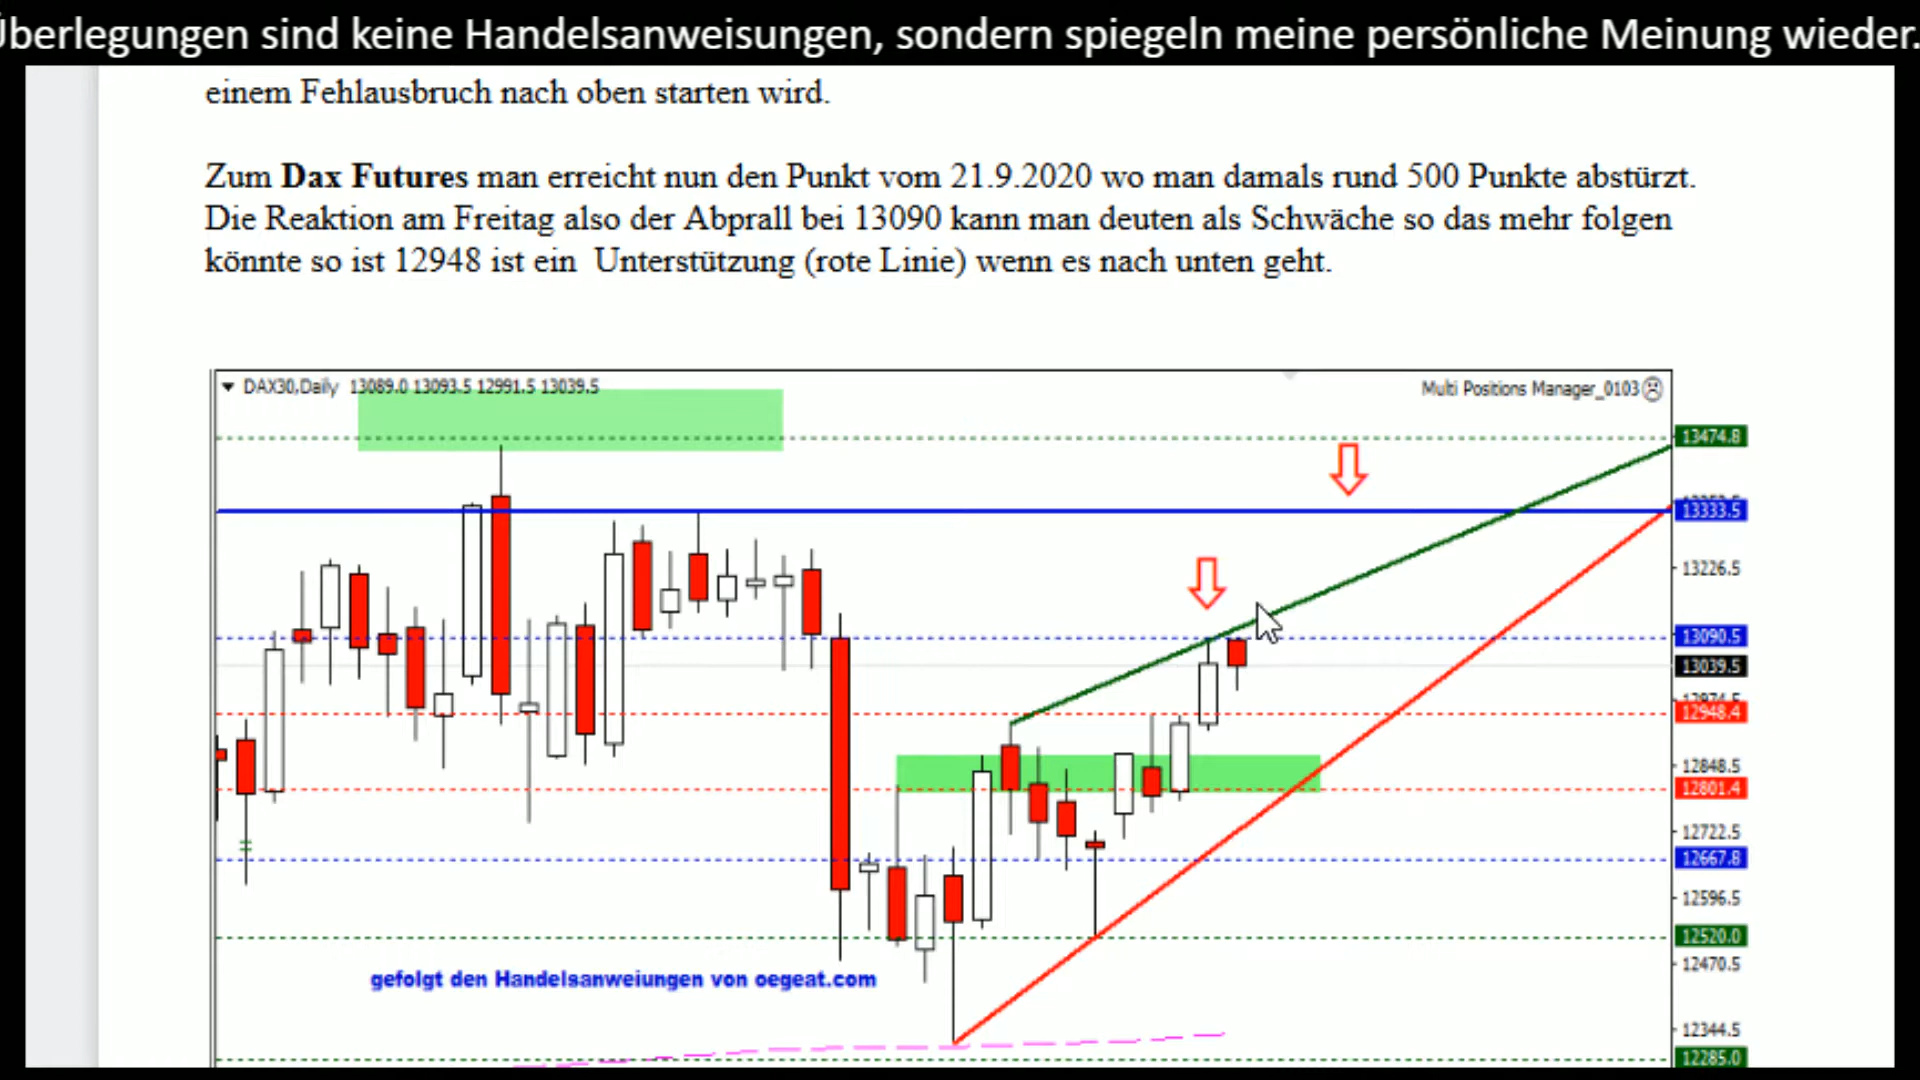 Überlegungen sind keine Handelsanweisungen, sondern spiegeln meine persönliche Meinung wieder.
einem Fehlausbruch nach oben starten wird.
Zum Dax Futures man erreicht nun den Punkt vom 21.9.2020 wo man damals rund 500 Punkte abstürzt.
Die Reaktion am Freitag also der Abprall bei 13090 kann man deuten als Schwäche so das mehr folgen
könnte so ist 12948 ist ein Unterstützung (rote Linie) wenn es nach unten geht.
DAX30,Daily 13089.0 13093.5 12991.5 13039.5
Multi Positions Manager_0103
13474.8
13333.5
13226.5
13090.5
13039.5
12974.5
12948.4
12848.5
12801.4
12722.5
12667.8
12596.5
12520.0
12470.5
gefolgt den Handelsanweiungen von oegeat.com
12344.5
12285.0